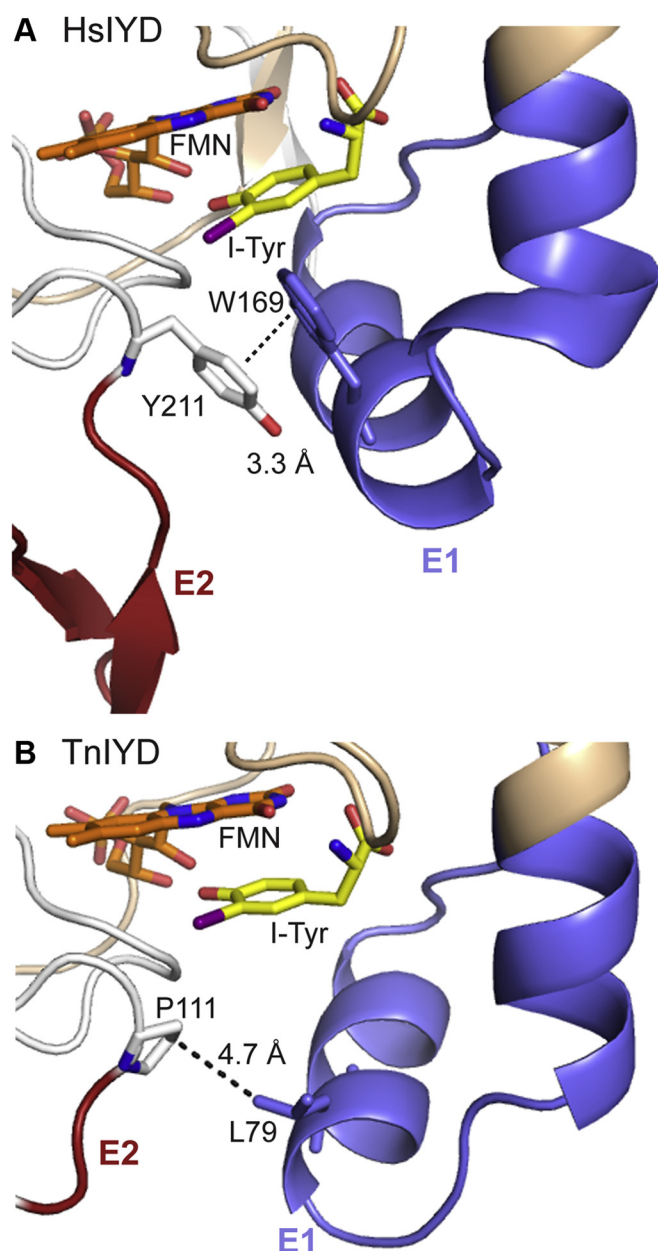 A HsIYD
FMN
I-Tyr
W169
Y211
3.3 Å
E1
E2
B TnIYD
FMN
I-Tyr
P111
4.7 Å
L79
E2
E1